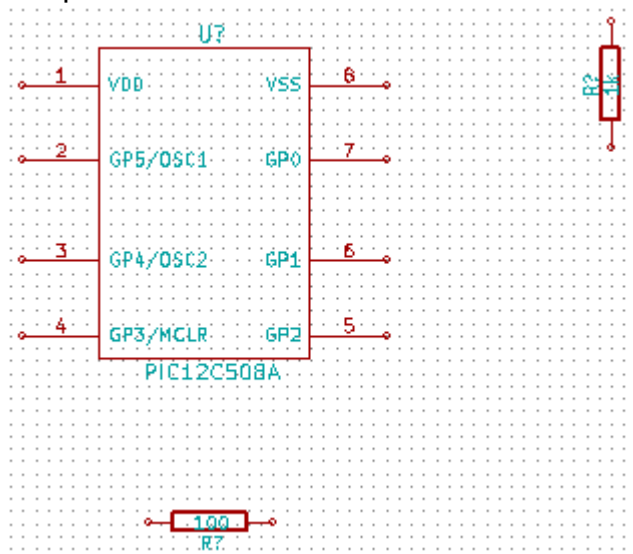 U?
1 VDD VSS 8
2 GP5/OSC1 GP0 7
3 GP4/OSC2 GP1 6
4 GP3/MCLR GP2 5
PIC12C508A
R? 1k
100
R?